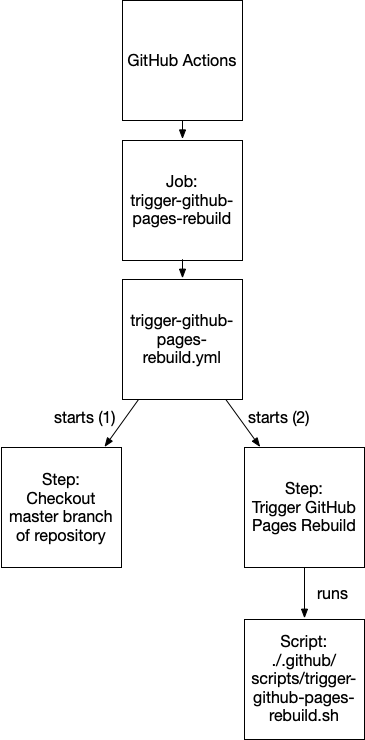 GitHub Actions
Job:
trigger-github-
pages-rebuild
trigger-github-
pages-
rebuild.yml
starts (1)
starts (2)
Step:
Checkout
master branch
of repository
Step:
Trigger GitHub
Pages Rebuild
runs
Script:
./.github/
scripts/trigger-
github-pages-
rebuild.sh